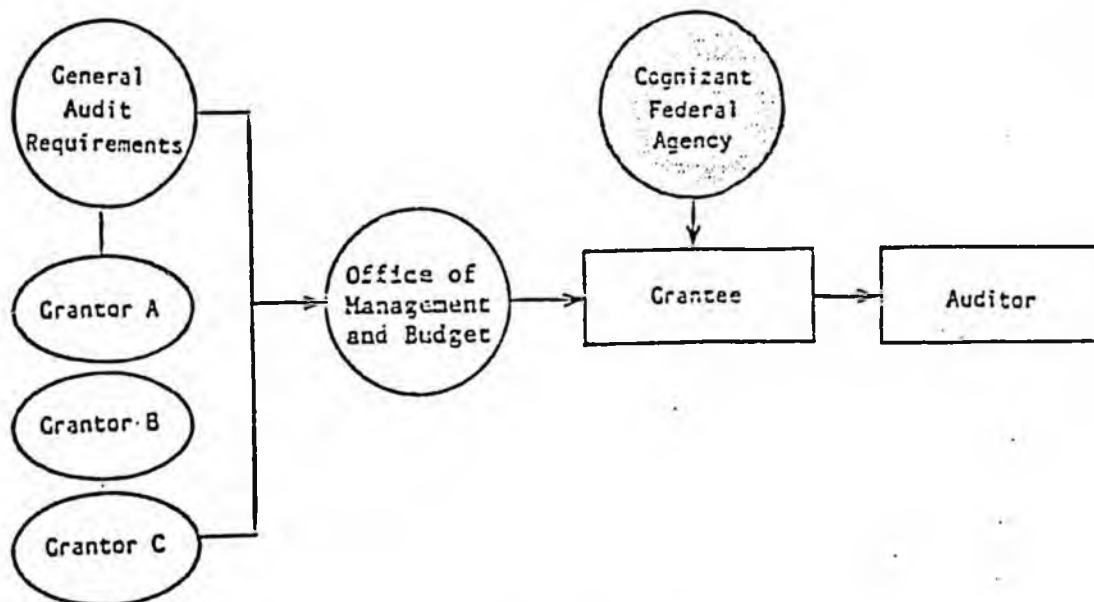 General
Audit
Requirements
Cognizant
Federal
Agency
Grantor A
Office of
Management
and Budget
Grantee
Auditor
Grantor B
Grantor C